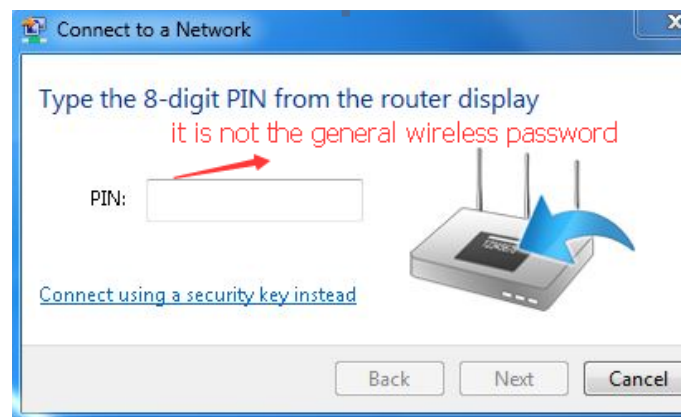 Connect to a Network
X
Type the 8-digit PIN from the router display
it is not the general wireless password
PIN:
12345670
Connect using a security key instead
Back
Next
Cancel